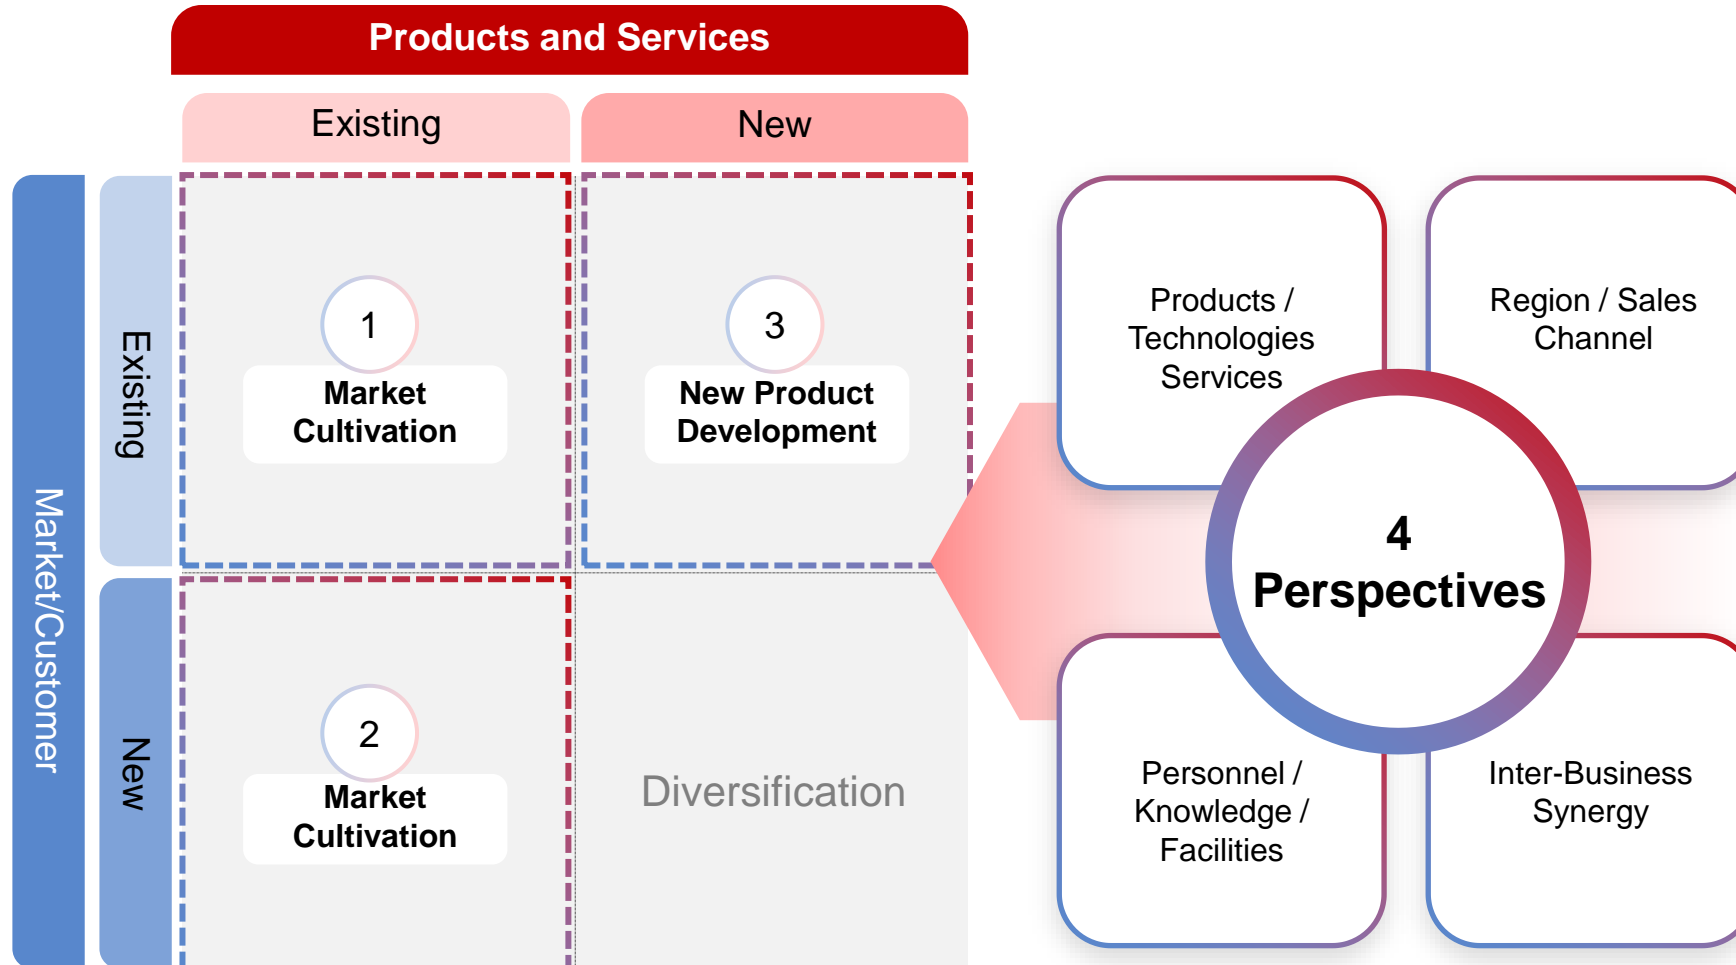 Products and Services
Existing
New
Market/Customer
Existing
New
1
Market
Cultivation
3
New Product
Development
2
Market
Cultivation
Diversification
Products /
Technologies
Services
Region / Sales
Channel
4
Perspectives
Personnel /
Knowledge /
Facilities
Inter-Business
Synergy